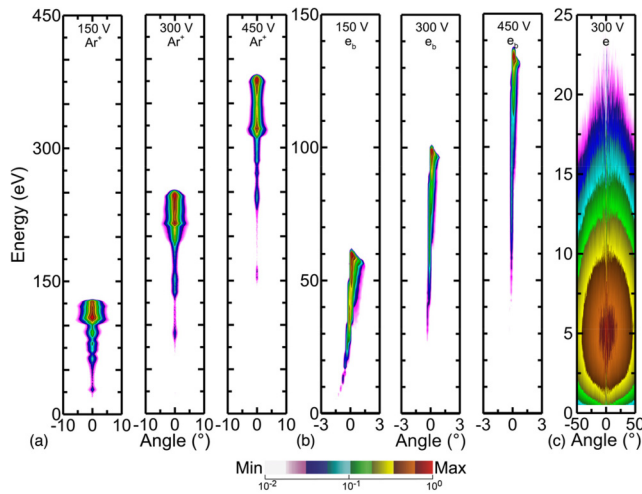 150 V 300 V 450 V 150 V 300 V 450 V 300 V
Ar⁺ Ar⁺ Ar⁺ e_b e_b e_b e
450 150 25
20
300 100
15
Energy (eV)
10
150 50
5
0 0 0
-10 0 10 -10 0 10 -10 0 10 -3 0 3 -3 0 3 -3 0 3 -50 0 50
(a) Angle (°) (b) Angle (°) (c) Angle (°)
Min Max
10⁻² 10⁻¹ 10⁰